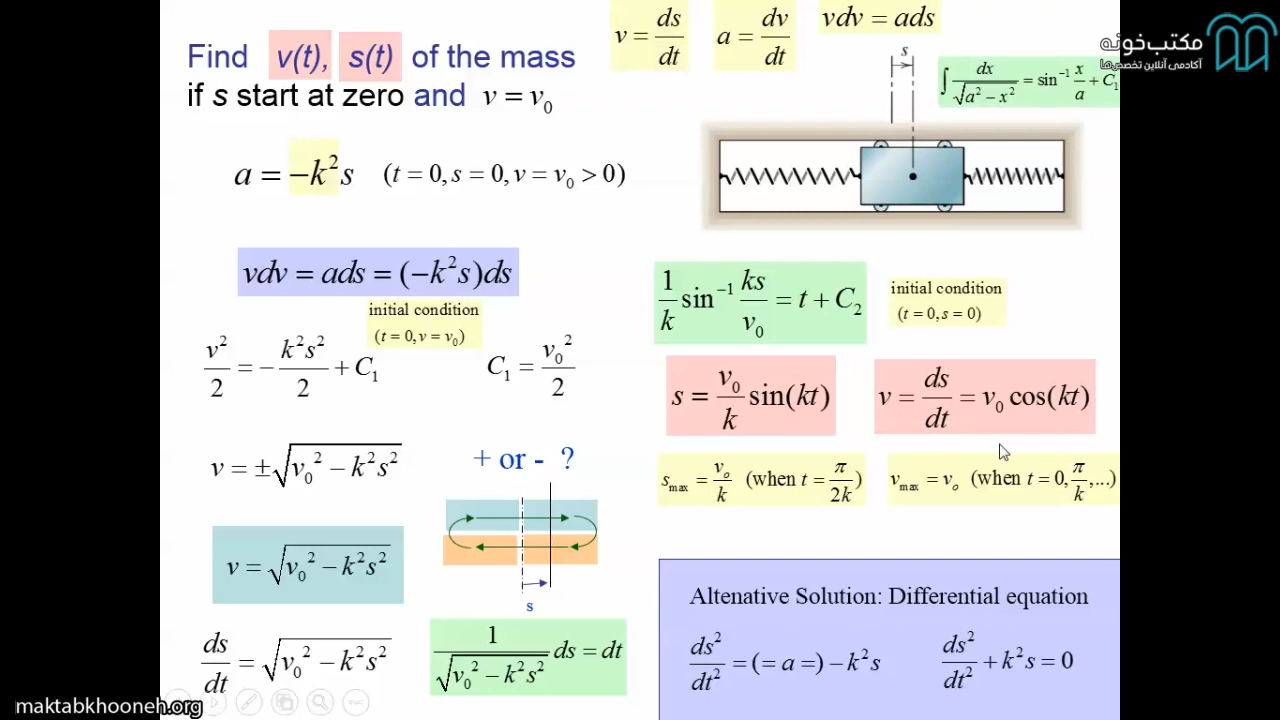 Find v(t), s(t) of the mass
if s start at zero and v = v₀
v = ds/dt
a = dv/dt
vdv = ads
مکتب‌خونه
آکادمی آنلاین تخصص‌ها
s
∫ dx/√(a² − x²) = sin⁻¹ x/a + C₁
a = −k²s (t = 0, s = 0, v = v₀ > 0)
vdv = ads = (−k²s)ds
initial condition
(t = 0, v = v₀)
v²/2 = − k²s²/2 + C₁
C₁ = v₀²/2
v = ±√(v₀² − k²s²)
+ or - ?
v = √(v₀² − k²s²)
s
ds/dt = √(v₀² − k²s²)
1/√(v₀² − k²s²) ds = dt
1/k sin⁻¹ ks/v₀ = t + C₂
initial condition
(t = 0, s = 0)
s = v₀/k sin(kt)
v = ds/dt = v₀ cos(kt)
s_max = v_o/k (when t = π/2k)
v_max = v_o (when t = 0, π/k,...)
Altenative Solution: Differential equation
ds²/dt² = (= a =) − k²s
ds²/dt² + k²s = 0
maktabkhooneh.org